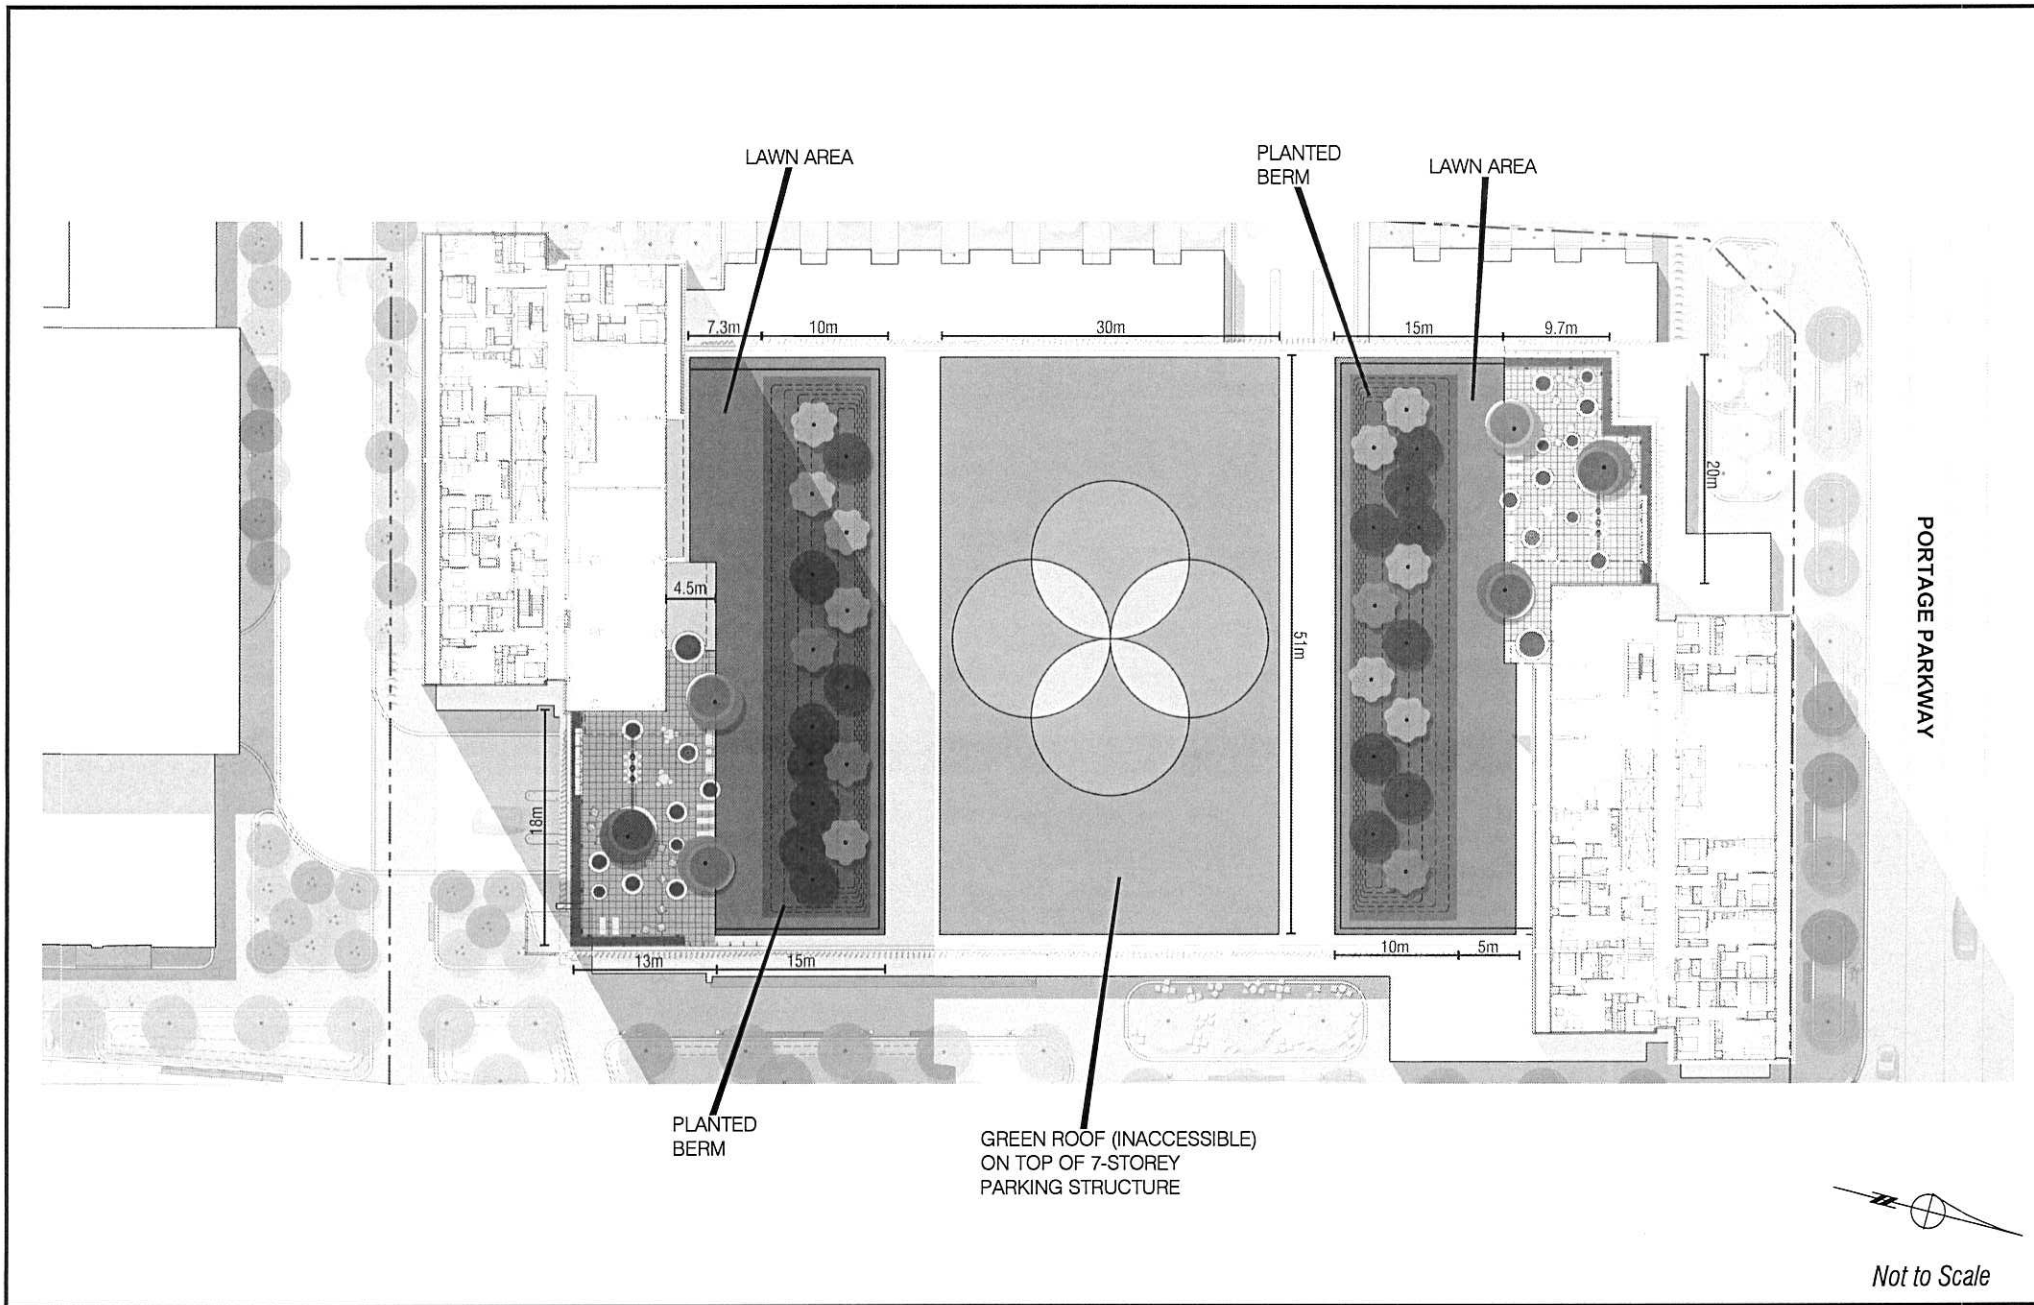 LAWN AREA
PLANTED
BERM
LAWN AREA
7.3m
10m
30m
15m
9.7m
20m
4.5m
51m
PORTAGE PARKWAY
18m
13m
15m
10m
5m
PLANTED
BERM
GREEN ROOF (INACCESSIBLE)
ON TOP OF 7-STOREY
PARKING STRUCTURE
N
Not to Scale